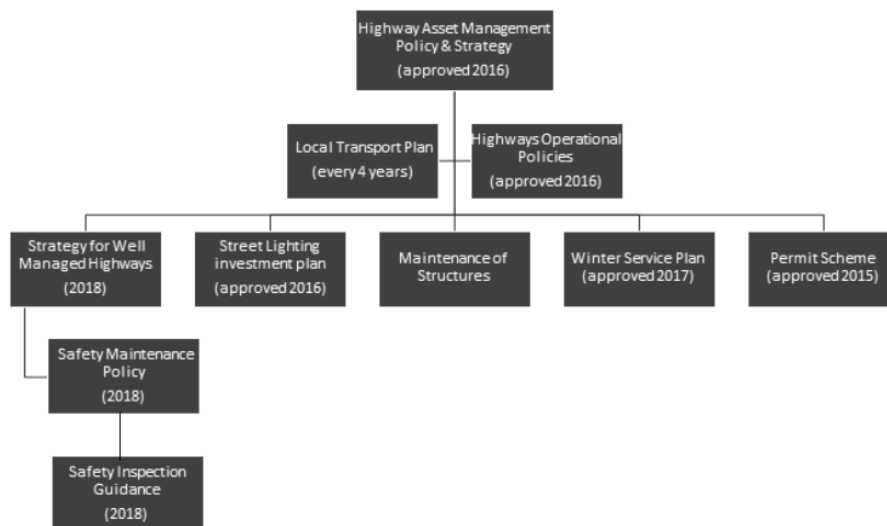 Highway Asset Management
Policy & Strategy
(approved 2016)
Local Transport Plan
(every 4 years)
Highways Operational
Policies
(approved 2016)
Strategy for Well
Managed Highways
(2018)
Street Lighting
investment plan
(approved 2016)
Maintenance of
Structures
Winter Service Plan
(approved 2017)
Permit Scheme
(approved 2015)
Safety Maintenance
Policy
(2018)
Safety Inspection
Guidance
(2018)